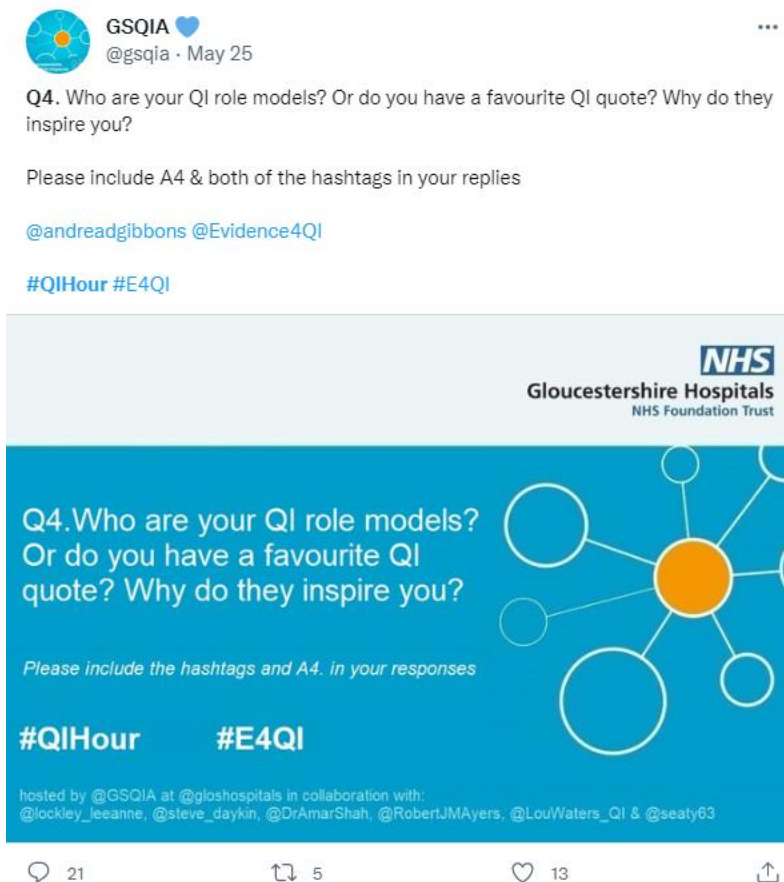 GSQIA 💙
@gsqia · May 25
Q4. Who are your QI role models? Or do you have a favourite QI quote? Why do they
inspire you?
Please include A4 & both of the hashtags in your replies
@andreadgibbons @Evidence4QI
#QIHour #E4QI
NHS
Gloucestershire Hospitals
NHS Foundation Trust
Q4.Who are your QI role models?
Or do you have a favourite QI
quote? Why do they inspire you?
Please include the hashtags and A4. in your responses
#QIHour #E4QI
hosted by @GSQIA at @gloshospitals in collaboration with:
@lockley_leeanne, @steve_daykin, @DrAmarShah, @RobertJMAyers, @LouWaters_QI & @seaty63
21 5 13